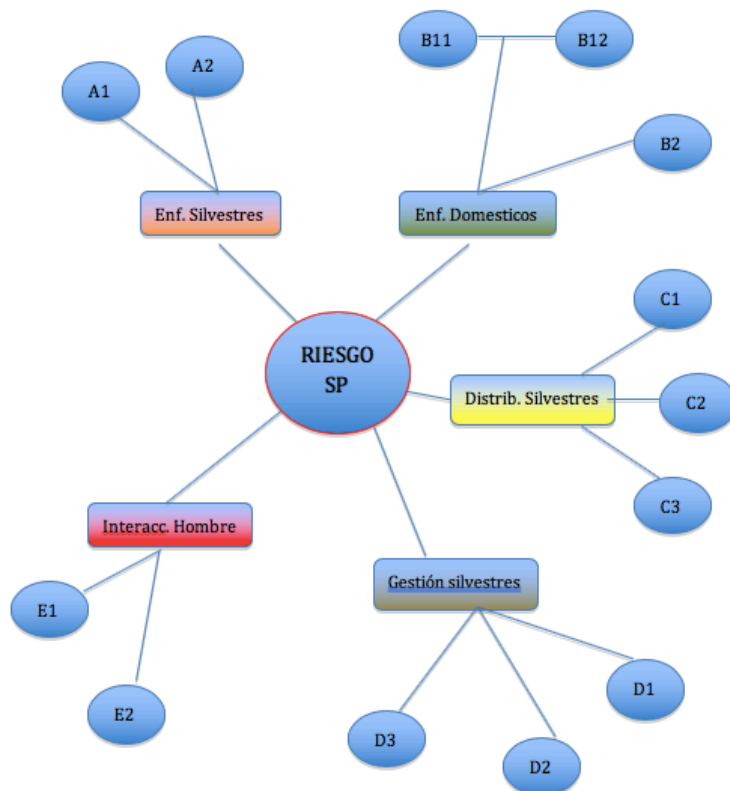 B11
B12
A2
A1
B2
Enf. Silvestres
Enf. Domesticos
C1
RIESGO
SP
Distrib. Silvestres
C2
C3
Interacc. Hombre
Gestión silvestres
E1
D1
E2
D3
D2